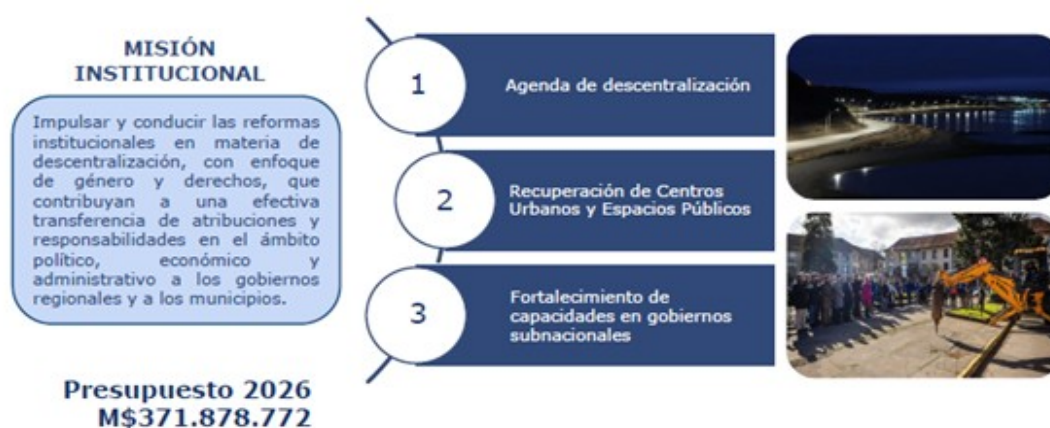 MISIÓN
INSTITUCIONAL
Impulsar y conducir las reformas
institucionales en materia de
descentralización, con enfoque
de género y derechos, que
contribuyan a una efectiva
transferencia de atribuciones y
responsabilidades en el ámbito
político, económico y
administrativo a los gobiernos
regionales y a los municipios.
Presupuesto 2026
M$371.878.772
1
Agenda de descentralización
2
Recuperación de Centros
Urbanos y Espacios Públicos
3
Fortalecimiento de
capacidades en gobiernos
subnacionales